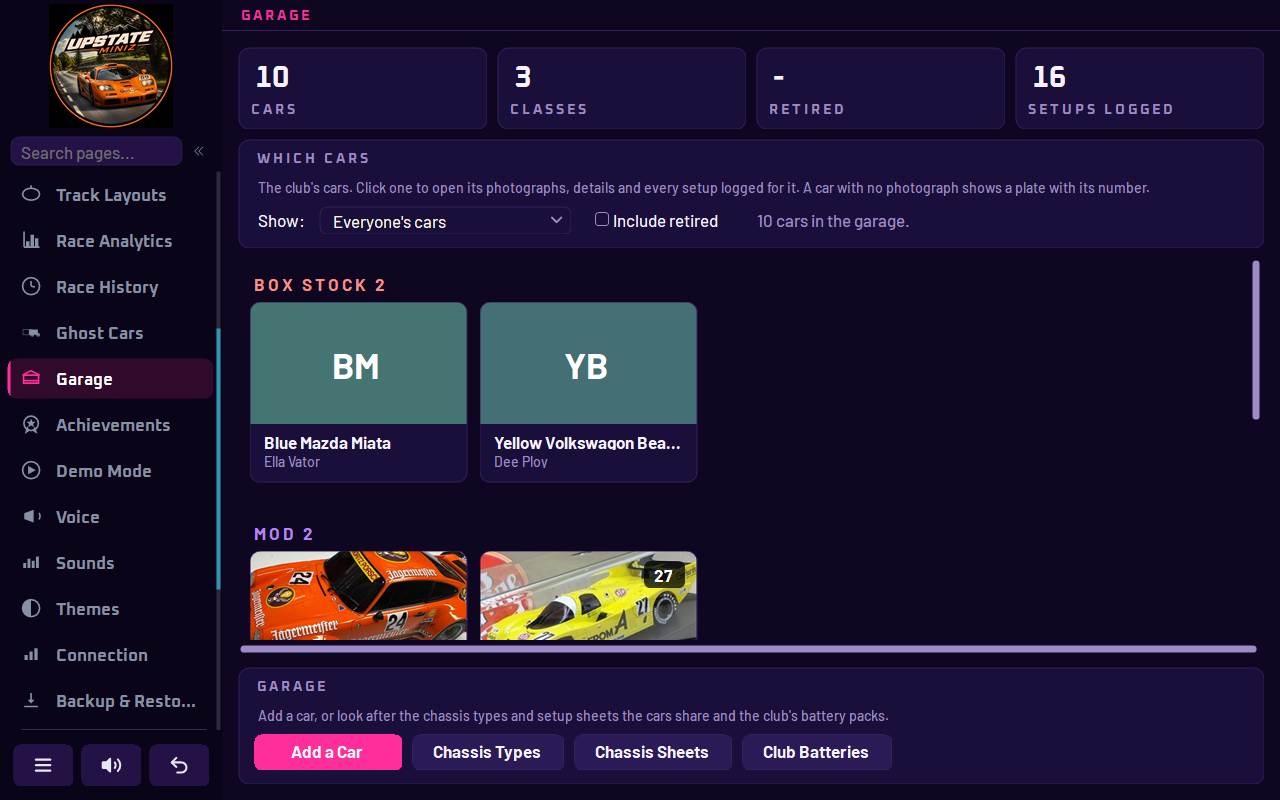 UPSTATE
MINIZ
Search pages...
«
Track Layouts
Race Analytics
Race History
Ghost Cars
Garage
Achievements
Demo Mode
Voice
Sounds
Themes
Connection
Backup & Resto...
GARAGE
10
CARS
3
CLASSES
-
RETIRED
16
SETUPS LOGGED
WHICH CARS
The club's cars. Click one to open its photographs, details and every setup logged for it. A car with no photograph shows a plate with its number.
Show: Everyone's cars Include retired 10 cars in the garage.
BOX STOCK 2
BM
Blue Mazda Miata
Ella Vator
YB
Yellow Volkswagon Bea...
Dee Ploy
MOD 2
24
Jägermeister
Jägermeister
24
27
27
GARAGE
Add a car, or look after the chassis types and setup sheets the cars share and the club's battery packs.
Add a Car
Chassis Types
Chassis Sheets
Club Batteries